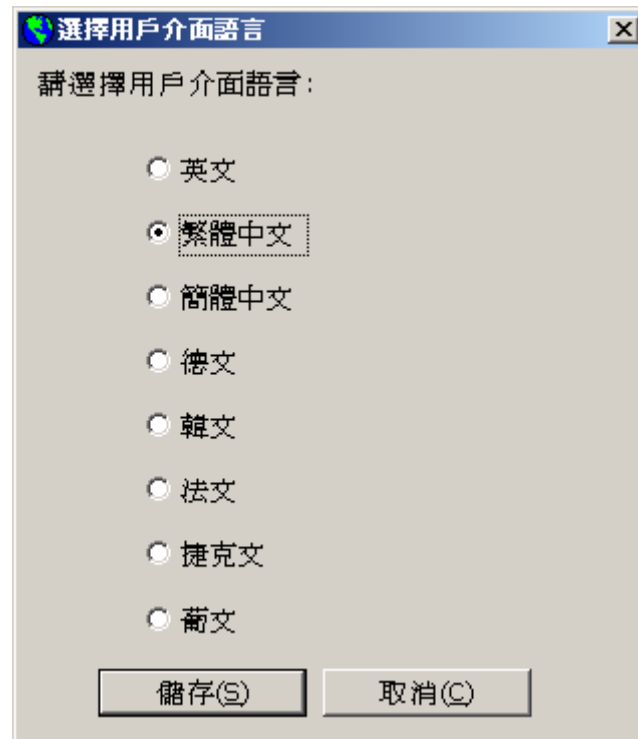 選擇用戶介面語言
請選擇用戶介面語言:
英文
繁體中文
簡體中文
德文
韓文
法文
捷克文
葡文
儲存(S)
取消(C)